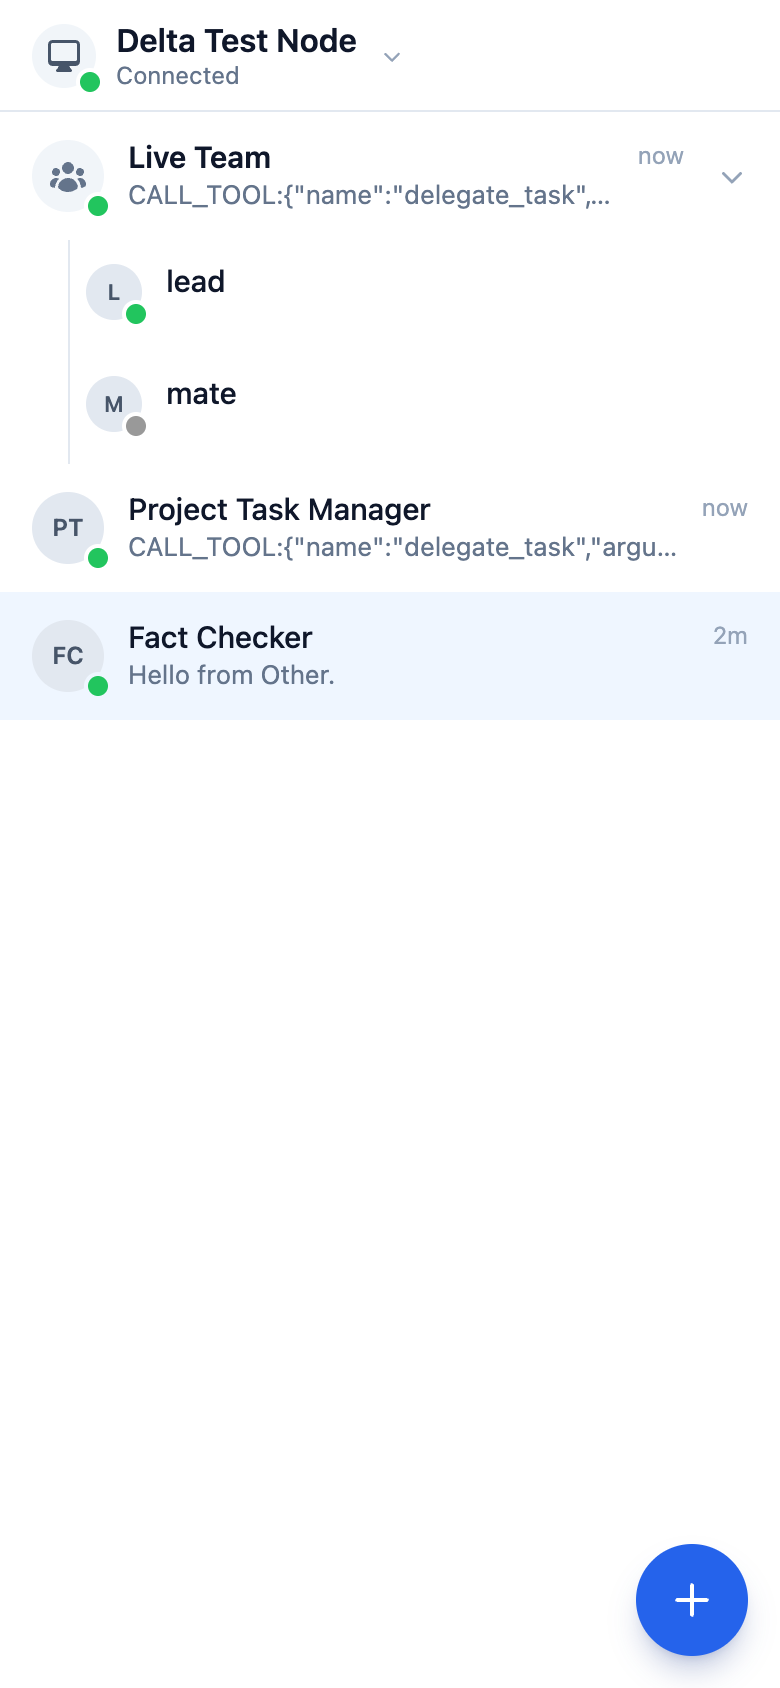 Delta Test Node
Connected
Live Team
now
CALL_TOOL:{"name":"delegate_task",...
L
lead
M
mate
PT
Project Task Manager
now
CALL_TOOL:{"name":"delegate_task","argu...
FC
Fact Checker
2m
Hello from Other.